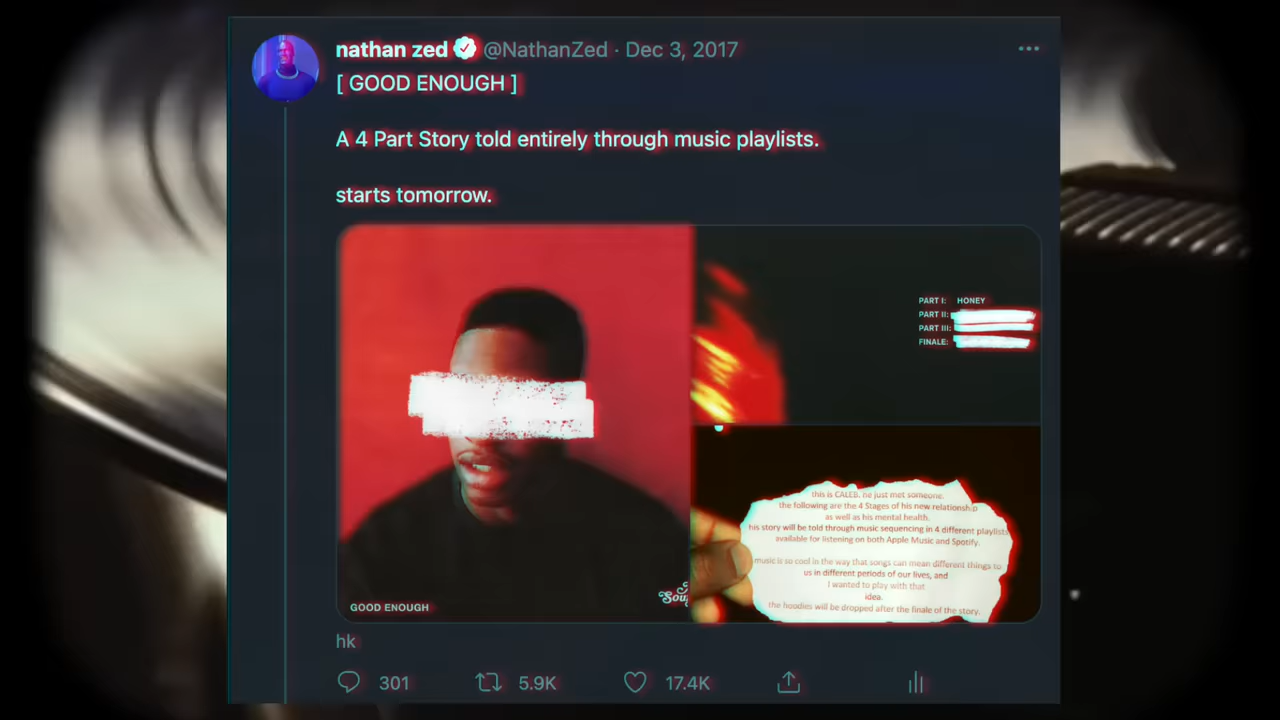 nathan zed @NathanZed · Dec 3, 2017
[ GOOD ENOUGH ]
A 4 Part Story told entirely through music playlists.
starts tomorrow.
PART I: HONEY
PART II:
PART III:
FINALE:
GOOD ENOUGH
this is CALEB. he just met someone.
the following are the 4 Stages of his new relationship
as well as his mental health.
his story will be told through music sequencing in 4 different playlists
available for listening on both Apple Music and Spotify.
music is so cool in the way that songs can mean different things to
us in different periods of our lives, and
I wanted to play with that
idea.
the hoodies will be dropped after the finale of the story.
hk
301 5.9K 17.4K